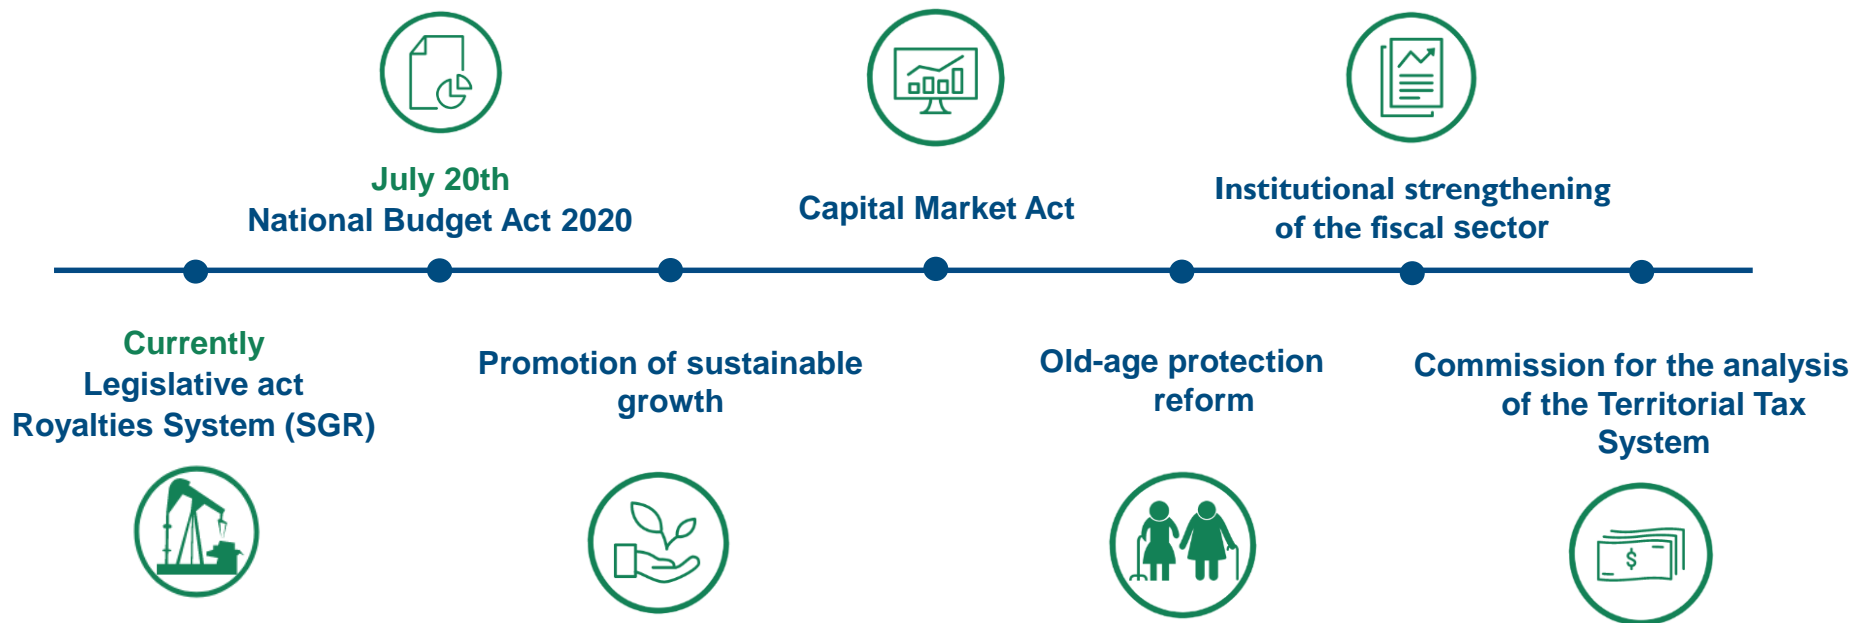 July 20th
National Budget Act 2020
Capital Market Act
Institutional strengthening
of the fiscal sector
Currently
Legislative act
Royalties System (SGR)
Promotion of sustainable
growth
Old-age protection
reform
Commission for the analysis
of the Territorial Tax
System
$